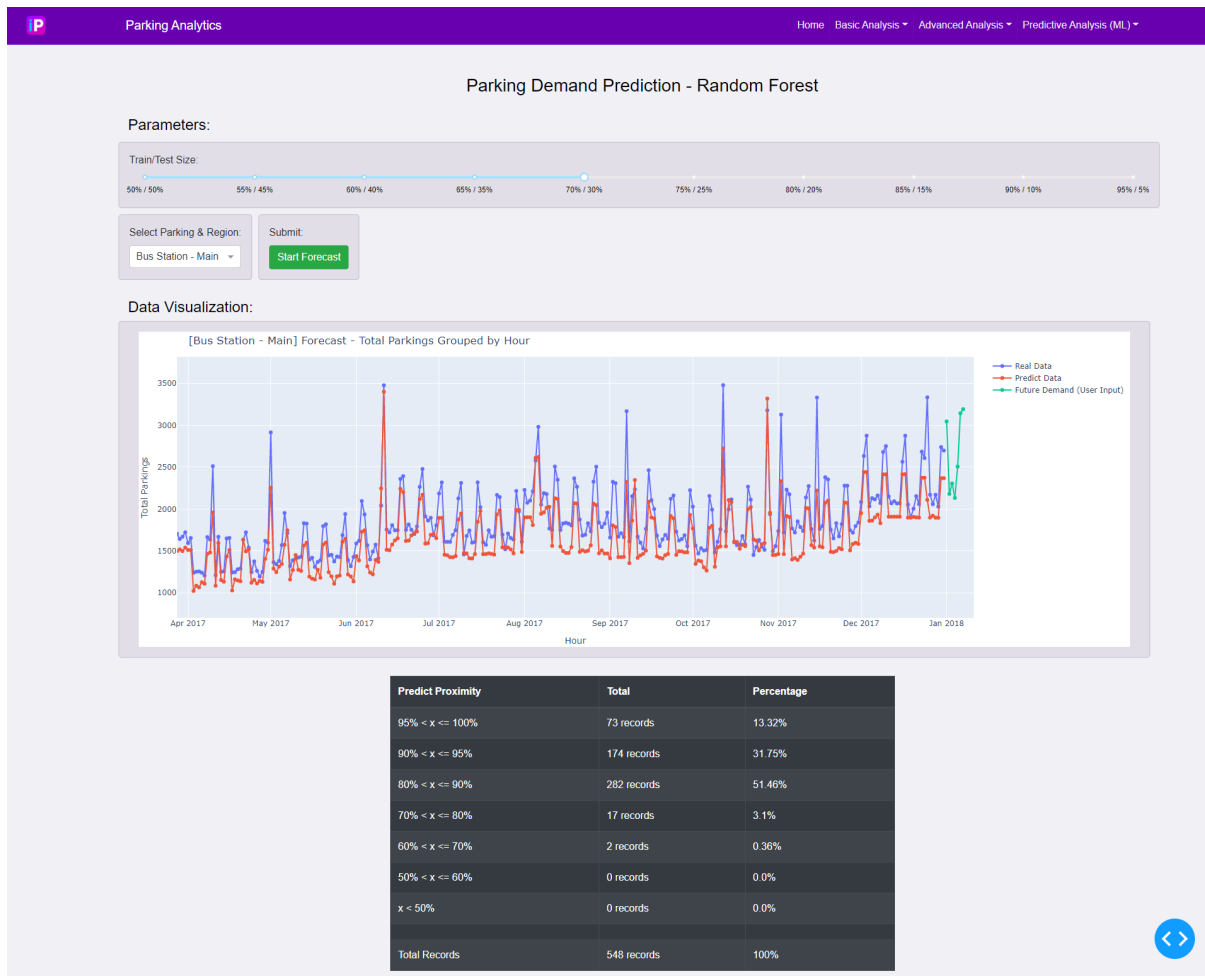 iP Parking Analytics Home Basic Analysis Advanced Analysis Predictive Analysis (ML)
Parking Demand Prediction - Random Forest
Parameters:
Train/Test Size:
50% / 50% 55% / 45% 60% / 40% 65% / 35% 70% / 30% 75% / 25% 80% / 20% 85% / 15% 90% / 10% 95% / 5%
Select Parking & Region: Submit:
Bus Station - Main Start Forecast
Data Visualization:
[Bus Station - Main] Forecast - Total Parkings Grouped by Hour
Real Data
Predict Data
Future Demand (User Input)
Total Parkings
3500
3000
2500
2000
1500
1000
Apr 2017 May 2017 Jun 2017 Jul 2017 Aug 2017 Sep 2017 Oct 2017 Nov 2017 Dec 2017 Jan 2018
Hour
Predict Proximity Total Percentage
95% < x <= 100% 73 records 13.32%
90% < x <= 95% 174 records 31.75%
80% < x <= 90% 282 records 51.46%
70% < x <= 80% 17 records 3.1%
60% < x <= 70% 2 records 0.36%
50% < x <= 60% 0 records 0.0%
x < 50% 0 records 0.0%
Total Records 548 records 100%